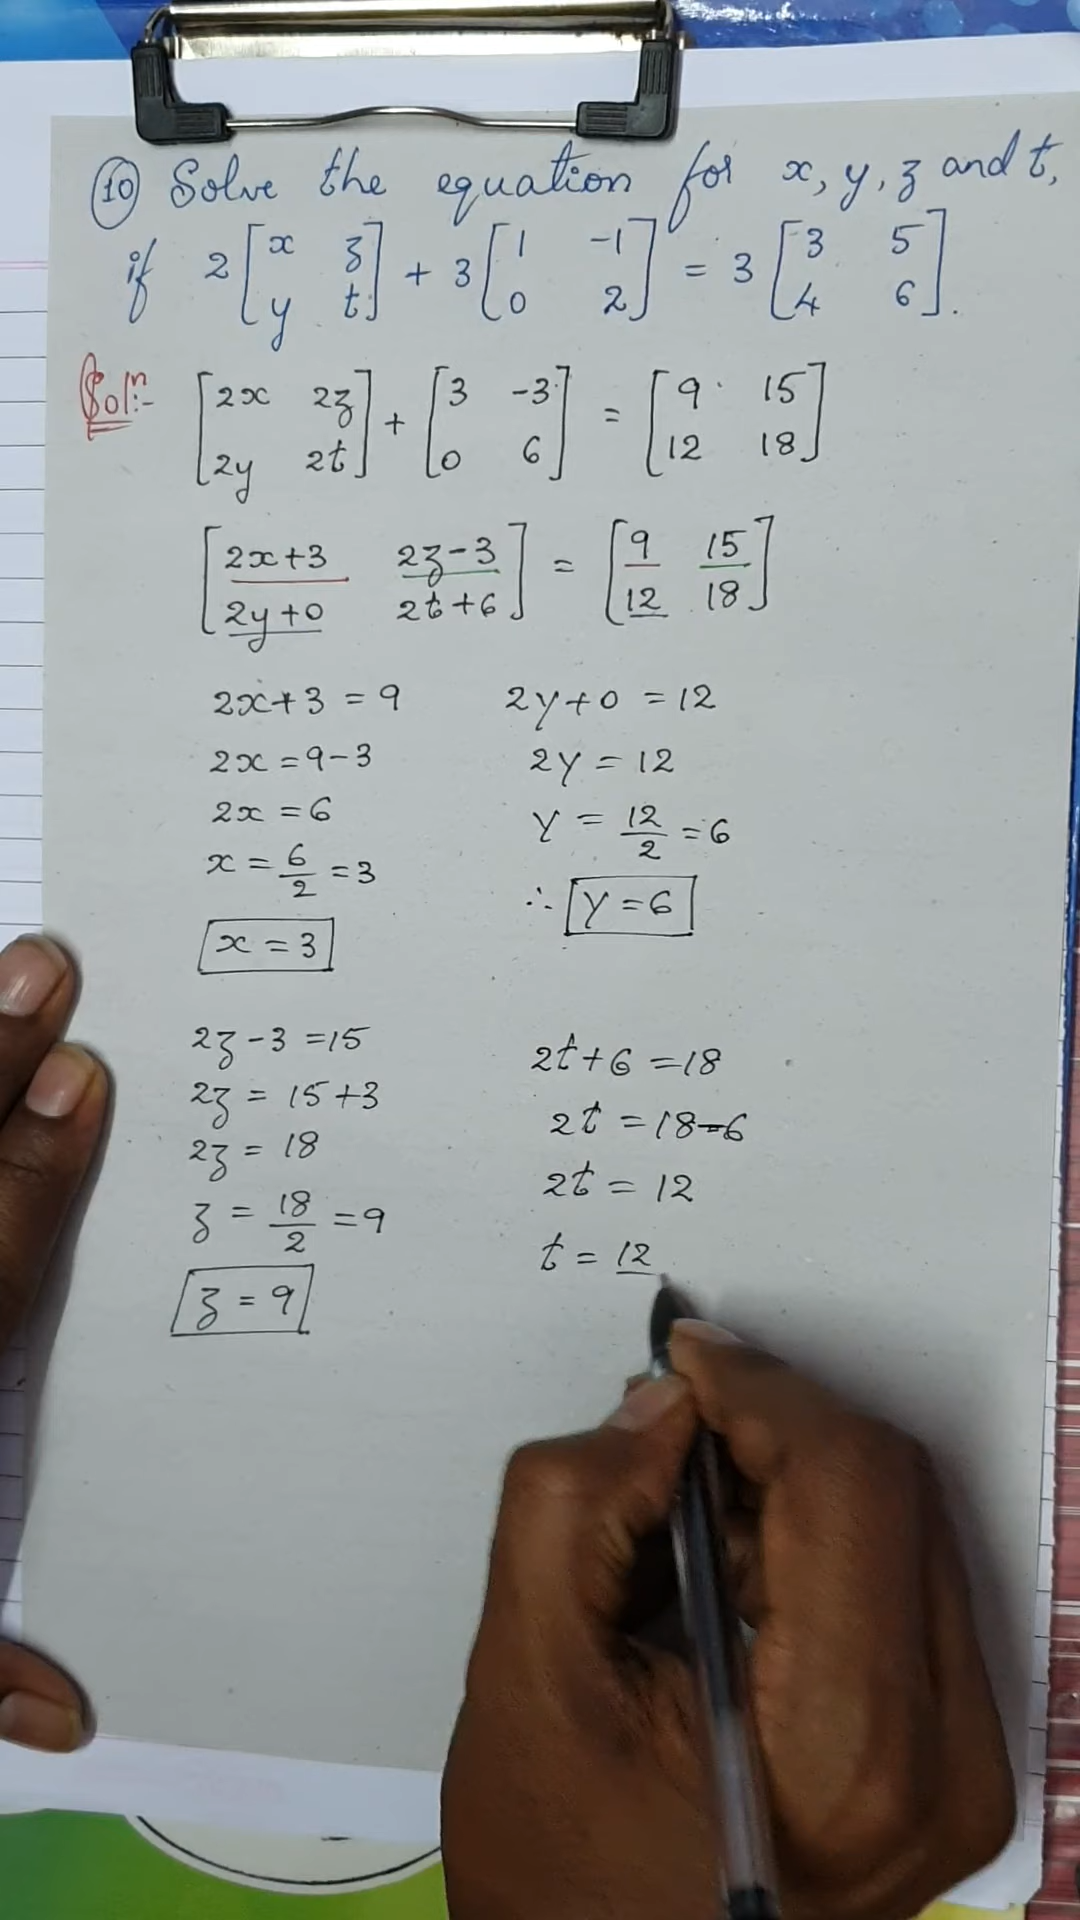 (10) Solve the equation for x, y, z and t,
if 2 [x z; y t] + 3 [1 -1; 0 2] = 3 [3 5; 4 6].
Solⁿ:- [2x 2z; 2y 2t] + [3 -3; 0 6] = [9 15; 12 18]
[2x+3 2z-3; 2y+0 2t+6] = [9 15; 12 18]
2x+3 = 9
2x = 9-3
2x = 6
x = 6/2 = 3
x = 3
2y+0 = 12
2y = 12
y = 12/2 = 6
∴ y = 6
2z-3 = 15
2z = 15+3
2z = 18
z = 18/2 = 9
z = 9
2t+6 = 18
2t = 18-6
2t = 12
t = 12